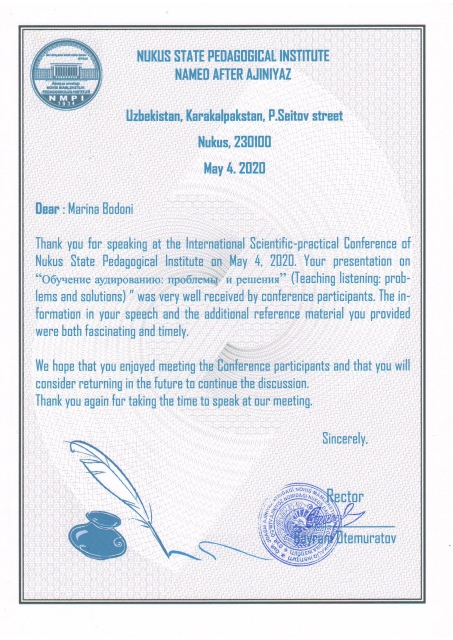 NUKUS STATE PEDAGOGICAL INSTITUTE
NAMED AFTER AJINIYAZ
NMPI
1934
Uzbekistan, Karakalpakstan, P.Seitov street
Nukus, 230100
May 4. 2020
Dear : Marina Bodoni
Thank you for speaking at the International Scientific-practical Conference of
Nukus State Pedagogical Institute on May 4, 2020. Your presentation on
“Обучение аудированию: проблемы и решения” (Teaching listening: prob-
lems and solutions) ” was very well received by conference participants. The in-
formation in your speech and the additional reference material you provided
were both fascinating and timely.
We hope that you enjoyed meeting the Conference participants and that you will
consider returning in the future to continue the discussion.
Thank you again for taking the time to speak at our meeting.
Sincerely,
Rector
Bayram Otemuratov